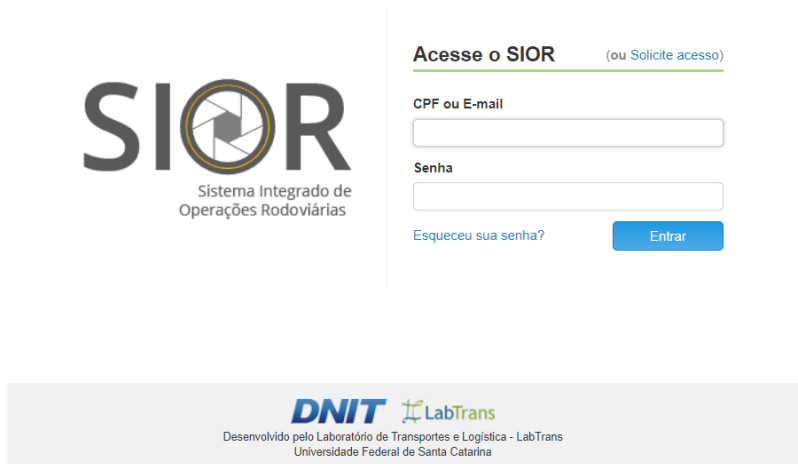 SIOR
Sistema Integrado de
Operações Rodoviárias
Acesse o SIOR (ou Solicite acesso)
CPF ou E-mail
Senha
Esqueceu sua senha? Entrar
DNIT LabTrans
Desenvolvido pelo Laboratório de Transportes e Logística - LabTrans
Universidade Federal de Santa Catarina